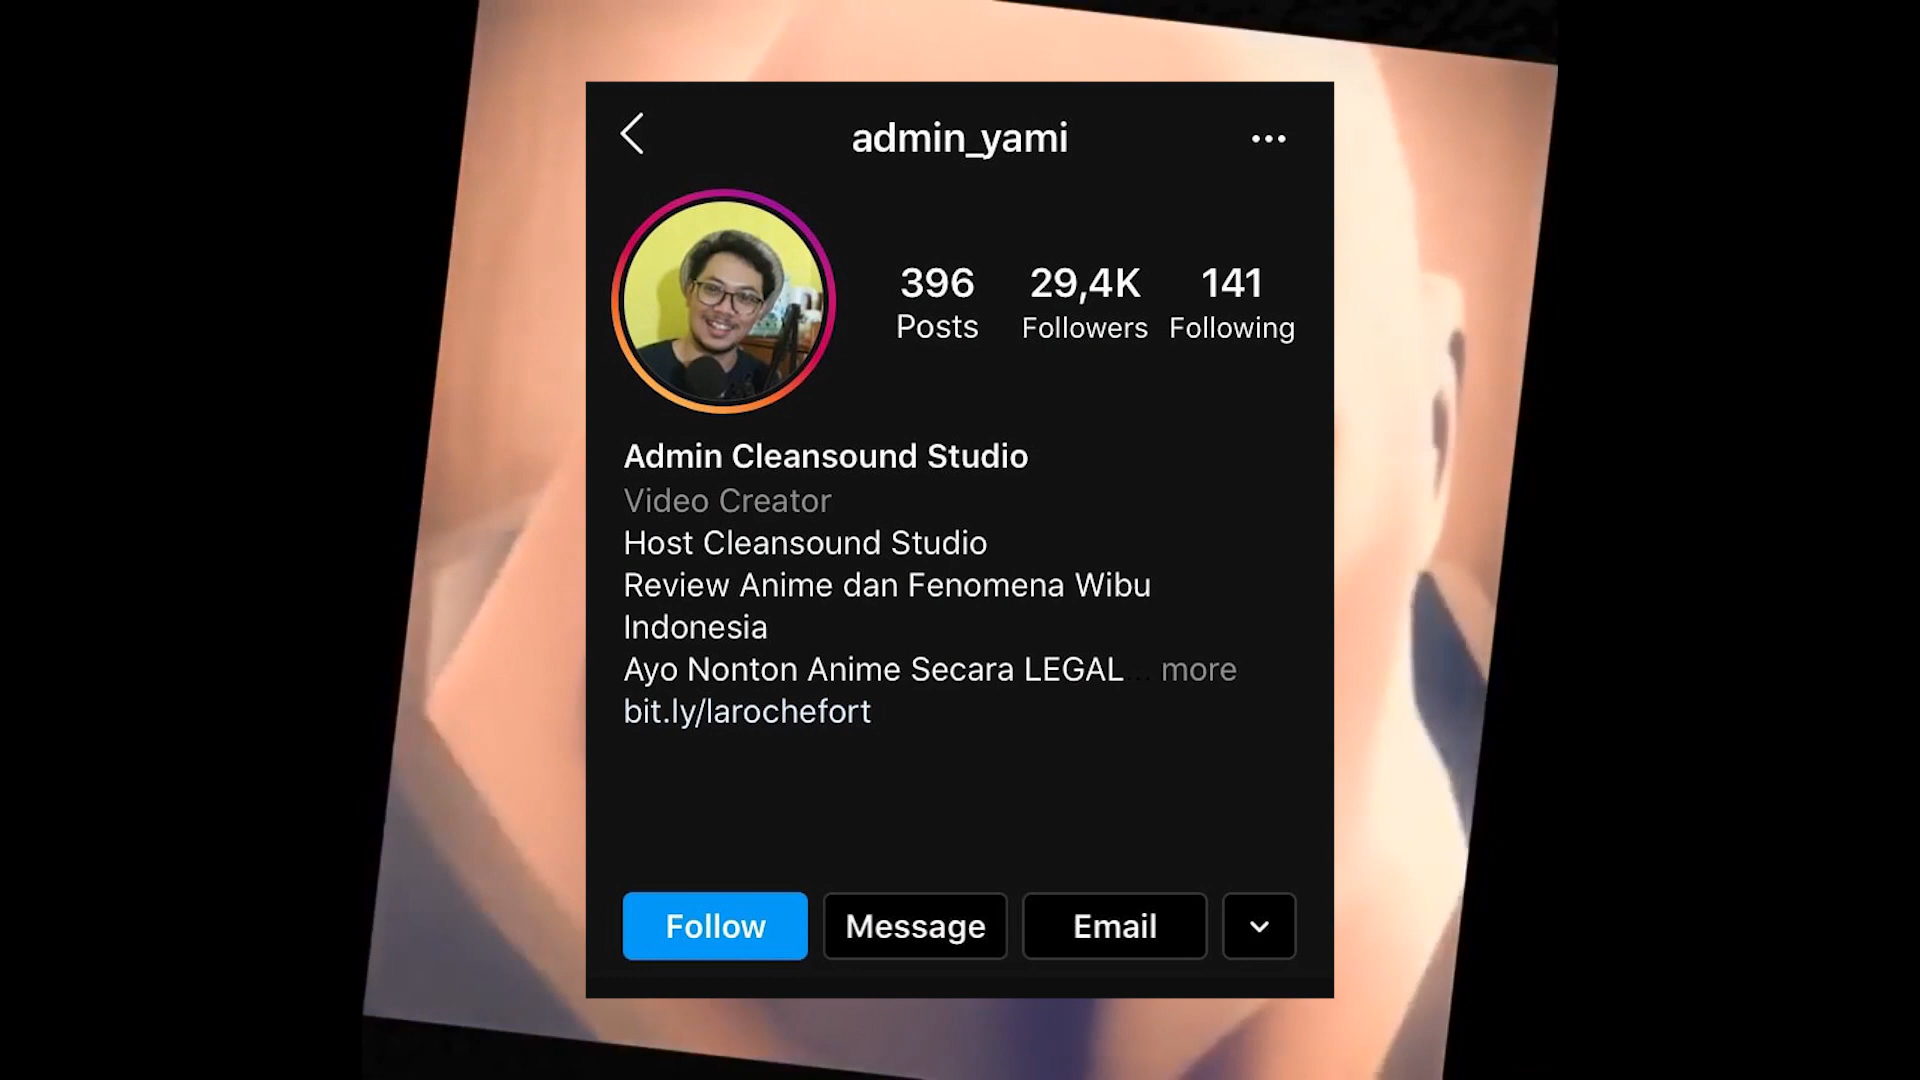 admin_yami
396
Posts
29,4K
Followers
141
Following
Admin Cleansound Studio
Video Creator
Host Cleansound Studio
Review Anime dan Fenomena Wibu
Indonesia
Ayo Nonton Anime Secara LEGAL... more
bit.ly/larochefort
Follow
Message
Email